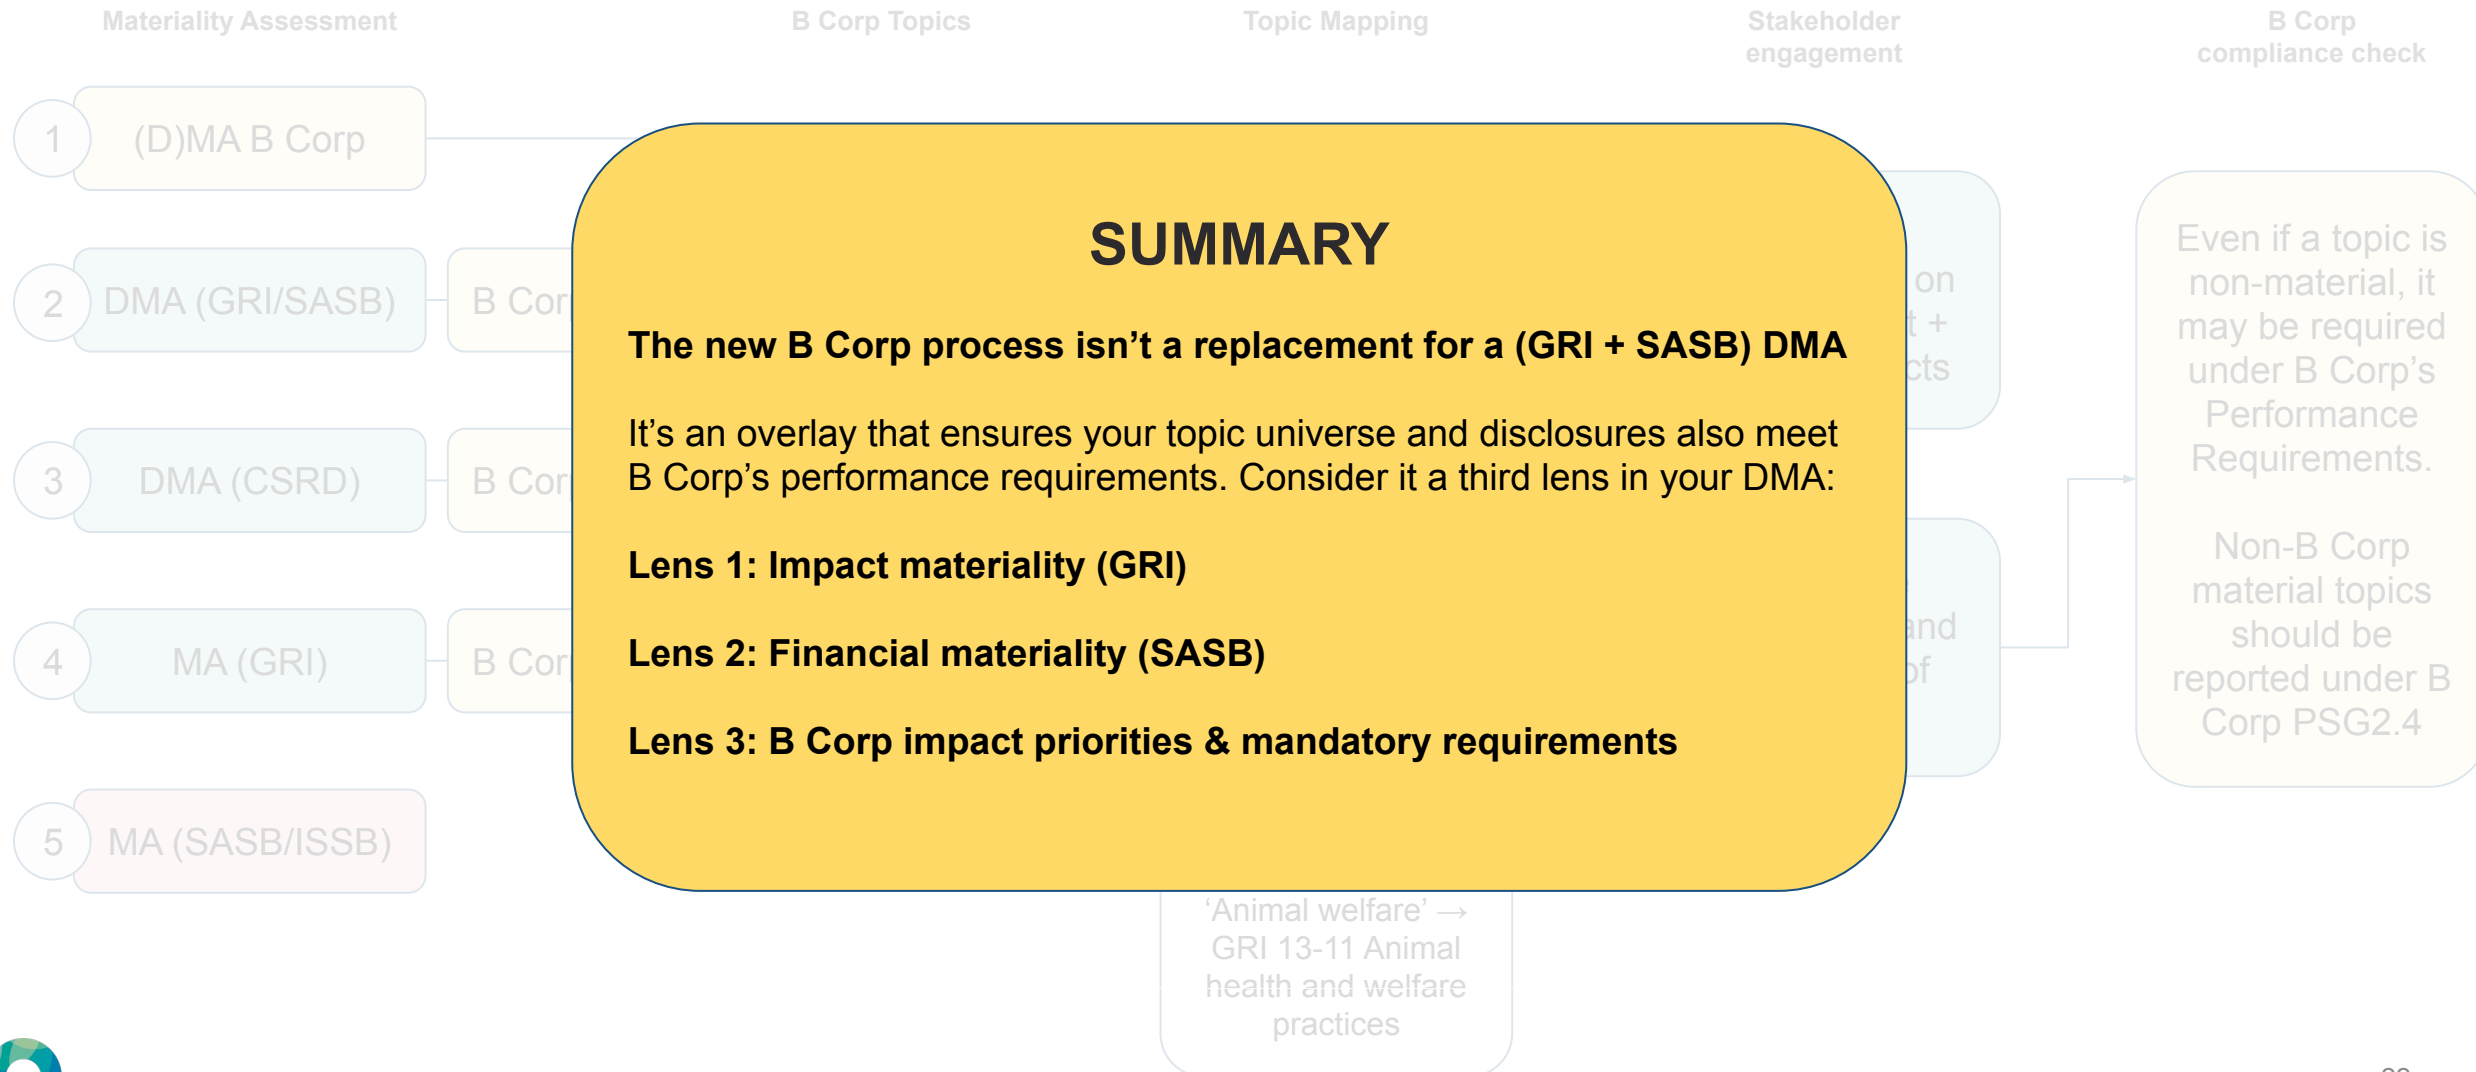 Materiality Assessment
B Corp Topics
Topic Mapping
Stakeholder
engagement
B Corp
compliance check
1
(D)MA B Corp
2
DMA (GRI/SASB)
B Cor
3
DMA (CSRD)
B Cor
4
MA (GRI)
B Cor
5
MA (SASB/ISSB)
SUMMARY
The new B Corp process isn’t a replacement for a (GRI + SASB) DMA
It’s an overlay that ensures your topic universe and disclosures also meet
B Corp’s performance requirements. Consider it a third lens in your DMA:
Lens 1: Impact materiality (GRI)
Lens 2: Financial materiality (SASB)
Lens 3: B Corp impact priorities & mandatory requirements
‘Animal welfare’ →
GRI 13-11 Animal
health and welfare
practices
on
t +
cts
and
of
Even if a topic is
non-material, it
may be required
under B Corp’s
Performance
Requirements.
Non-B Corp
material topics
should be
reported under B
Corp PSG2.4